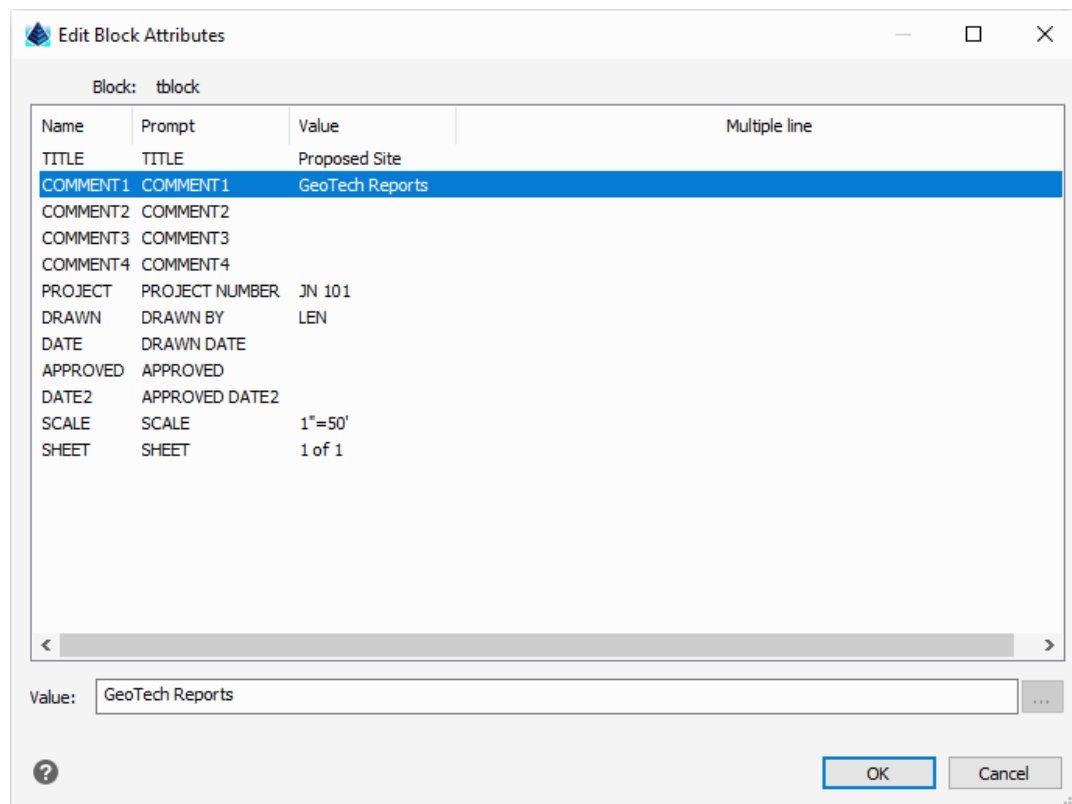 Edit Block Attributes
Block: tblock
Name Prompt Value Multiple line
TITLE TITLE Proposed Site
COMMENT1 COMMENT1 GeoTech Reports
COMMENT2 COMMENT2
COMMENT3 COMMENT3
COMMENT4 COMMENT4
PROJECT PROJECT NUMBER JN 101
DRAWN DRAWN BY LEN
DATE DRAWN DATE
APPROVED APPROVED
DATE2 APPROVED DATE2
SCALE SCALE 1"=50'
SHEET SHEET 1 of 1
Value: GeoTech Reports ...
? OK Cancel